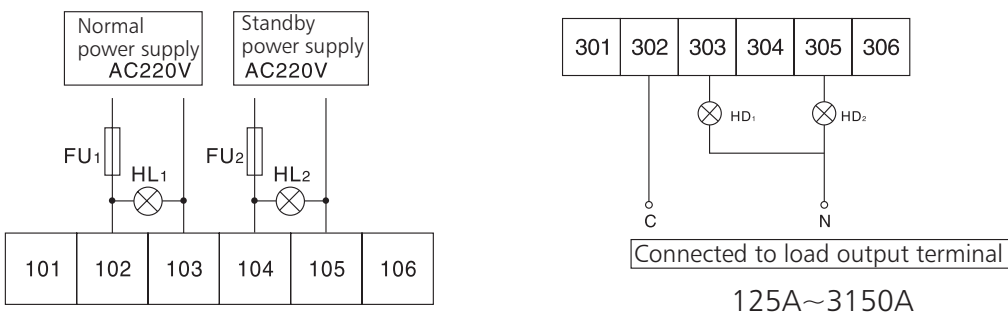 Normal
power supply
AC220V
Standby
power supply
AC220V
FU1
HL1
FU2
HL2
101 102 103 104 105 106
301 302 303 304 305 306
HD1
HD2
C
N
Connected to load output terminal
125A~3150A